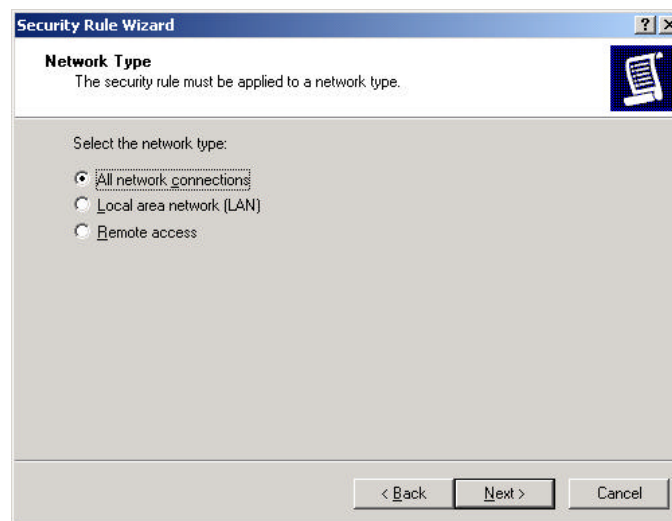 Security Rule Wizard
Network Type
The security rule must be applied to a network type.
Select the network type:
All network connections
Local area network (LAN)
Remote access
< Back
Next >
Cancel